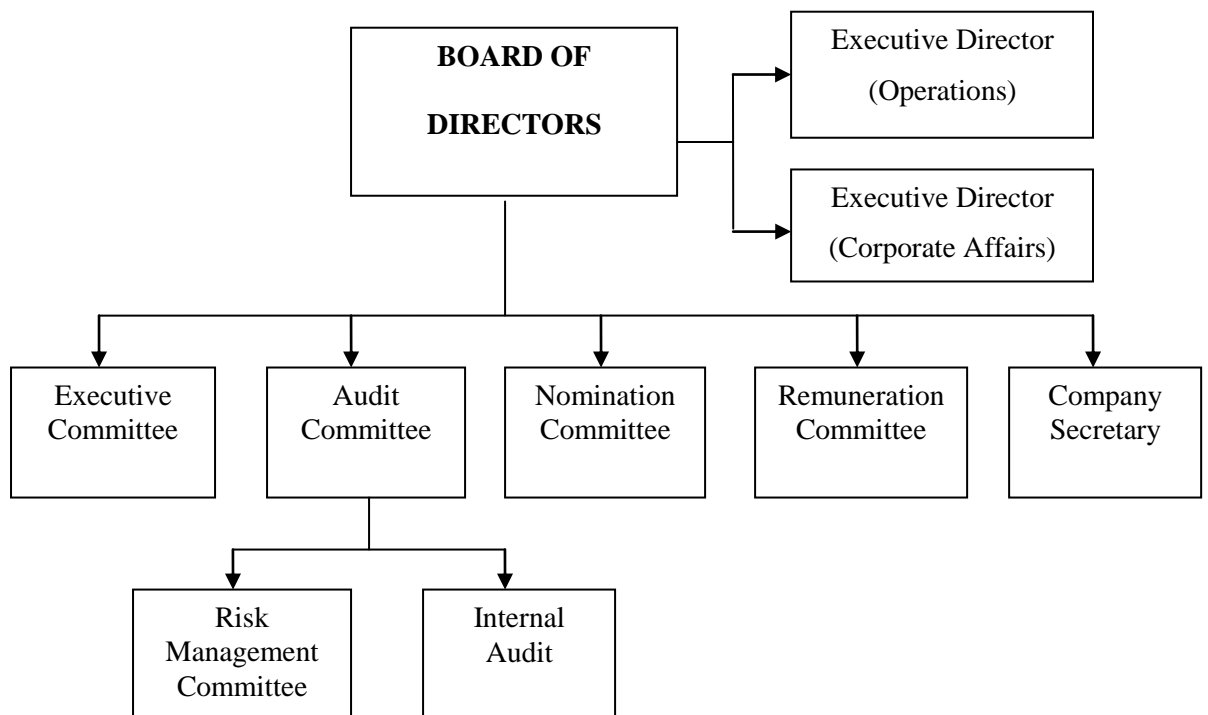 BOARD OF
DIRECTORS
Executive Director
(Operations)
Executive Director
(Corporate Affairs)
Executive
Committee
Audit
Committee
Nomination
Committee
Remuneration
Committee
Company
Secretary
Risk
Management
Committee
Internal
Audit